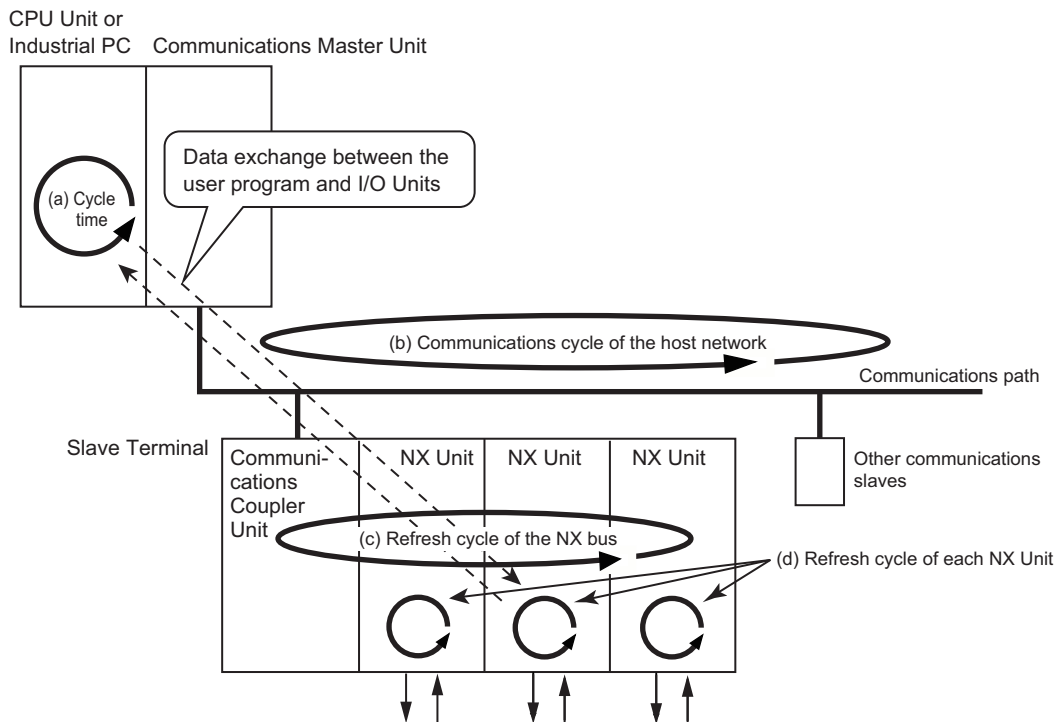 CPU Unit or
Industrial PC
Communications Master Unit
Data exchange between the
user program and I/O Units
(a) Cycle
time
(b) Communications cycle of the host network
Communications path
Slave Terminal
Communi-
cations
Coupler
Unit
NX Unit
NX Unit
NX Unit
Other communications
slaves
(c) Refresh cycle of the NX bus
(d) Refresh cycle of each NX Unit